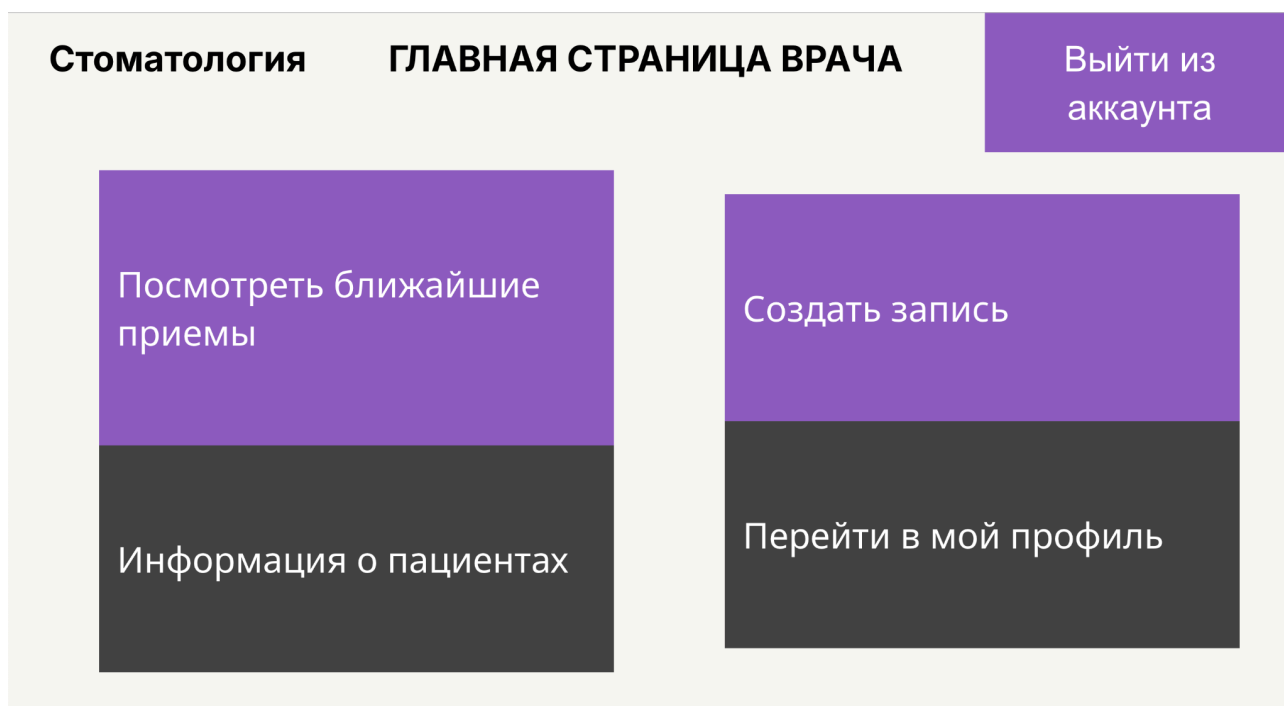 Стоматология
ГЛАВНАЯ СТРАНИЦА ВРАЧА
Выйти из
аккаунта
Посмотреть ближайшие
приемы
Создать запись
Информация о пациентах
Перейти в мой профиль